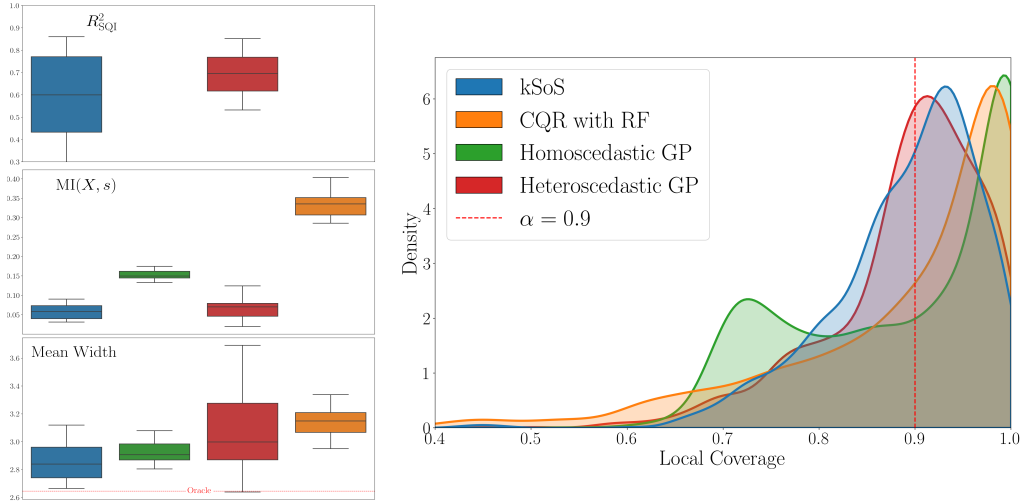 R²_SQI
1.0
0.9
0.8
0.7
0.6
0.5
0.4
0.3
MI(X, s)
0.40
0.35
0.30
0.25
0.20
0.15
0.10
0.05
Mean Width
3.6
3.4
3.2
3.0
2.8
2.6
Oracle
kSoS
CQR with RF
Homoscedastic GP
Heteroscedastic GP
α = 0.9
Density
6
5
4
3
2
1
0
0.4 0.5 0.6 0.7 0.8 0.9 1.0
Local Coverage